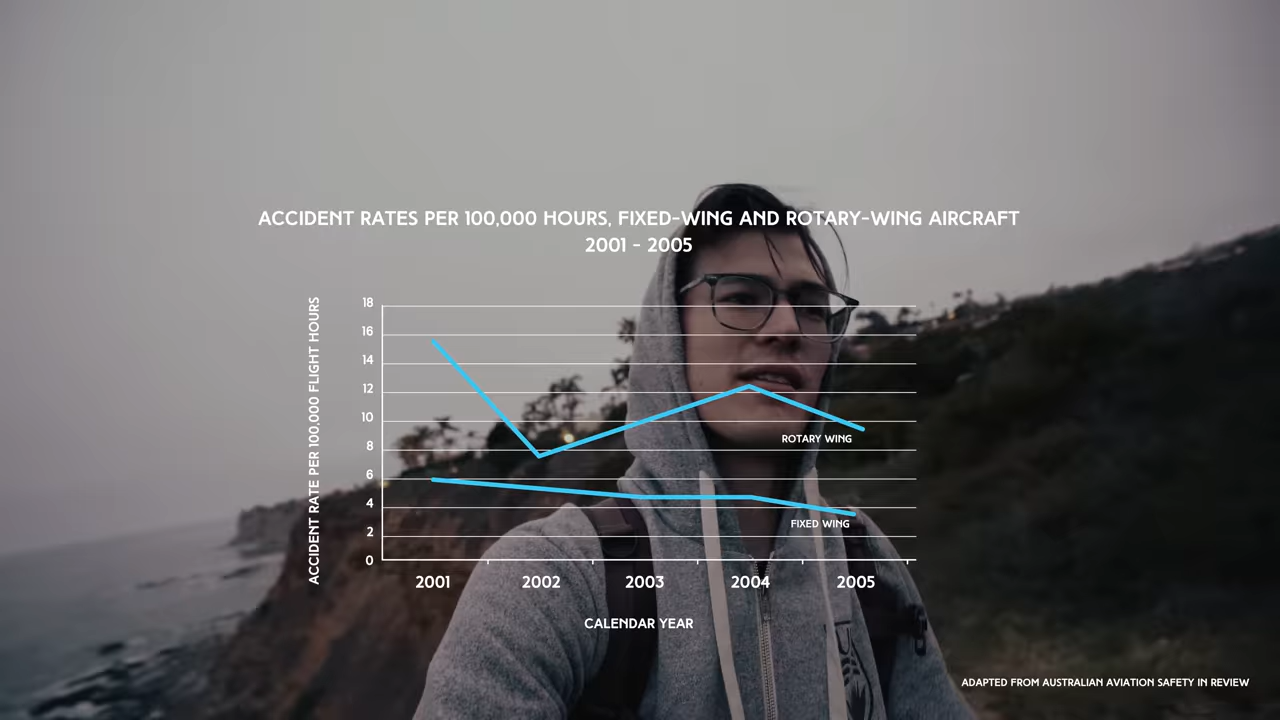 ACCIDENT RATES PER 100,000 HOURS, FIXED-WING AND ROTARY-WING AIRCRAFT
2001 - 2005
ACCIDENT RATE PER 100,000 FLIGHT HOURS
18
16
14
12
10
8
6
4
2
0
ROTARY WING
FIXED WING
2001 2002 2003 2004 2005
CALENDAR YEAR
ADAPTED FROM AUSTRALIAN AVIATION SAFETY IN REVIEW